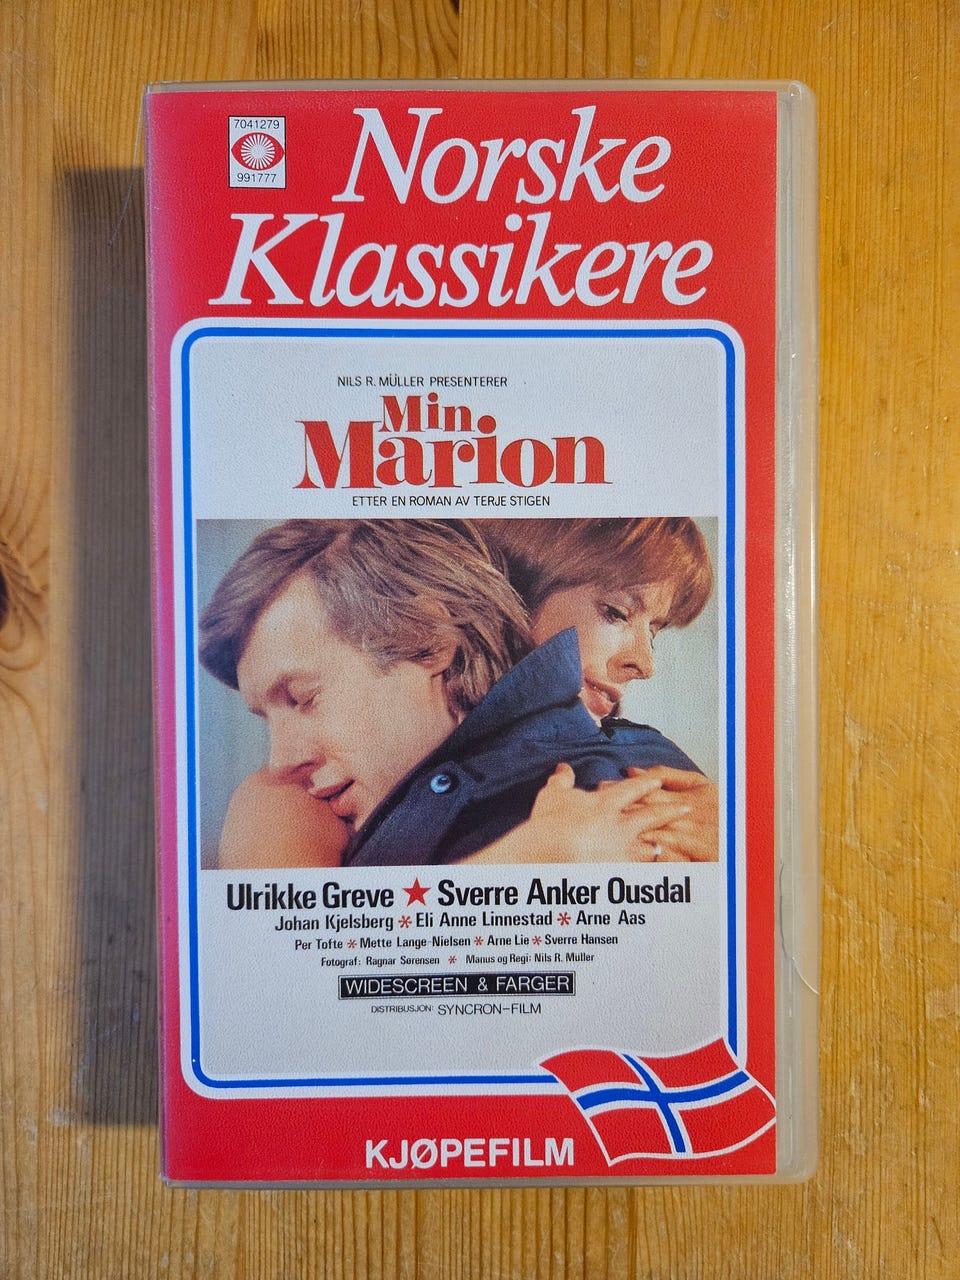 7041279
991777
Norske
Klassikere
NILS R. MÜLLER PRESENTERER
Min
Marion
ETTER EN ROMAN AV TERJE STIGEN
Ulrikke Greve ★ Sverre Anker Ousdal
Johan Kjelsberg * Eli Anne Linnestad * Arne Aas
Per Tofte * Mette Lange-Nielsen * Arne Lie * Sverre Hansen
Fotograf: Ragnar Sørensen * Manus og Regi: Nils R. Müller
WIDESCREEN & FARGER
DISTRIBUSJON: SYNCRON-FILM
KJØPEFILM